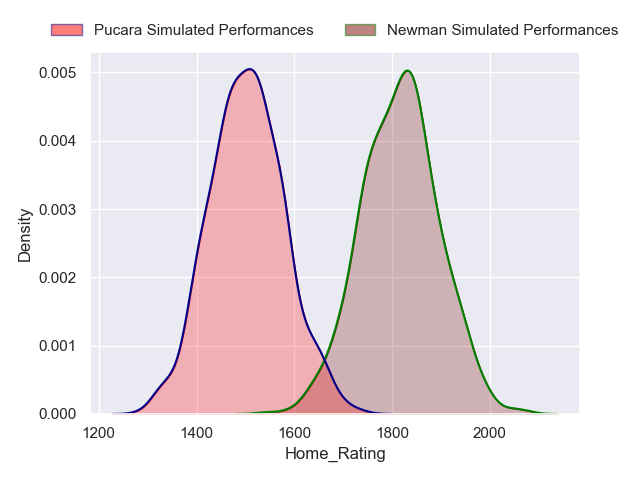 Pucara Simulated Performances Newman Simulated Performances
0.005
0.004
0.003
0.002
0.001
0.000
Density
1200 1400 1600 1800 2000
Home_Rating